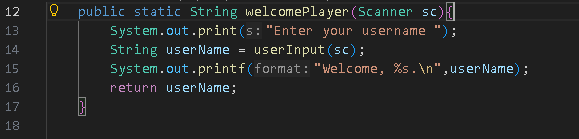 12 public static String welcomePlayer(Scanner sc){
13 System.out.print(s:"Enter your username ");
14 String userName = userInput(sc);
15 System.out.printf(format:"Welcome, %s.\n",userName);
16 return userName;
17 }
18